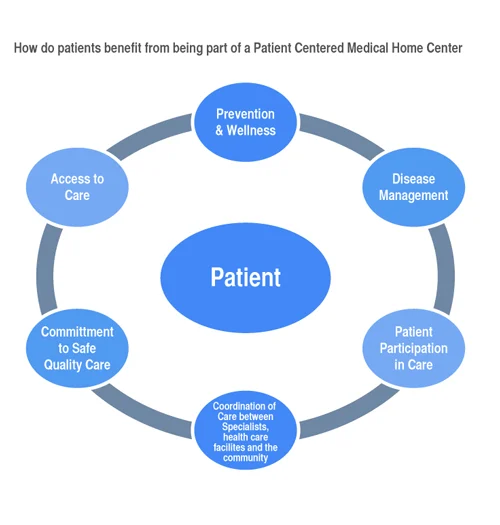 How do patients benefit from being part of a Patient Centered Medical Home Center
Prevention
& Wellness
Access to
Care
Disease
Management
Patient
Committment
to Safe
Quality Care
Patient
Participation
in Care
Coordination of
Care between
Specialists,
health care
facilites and the
community